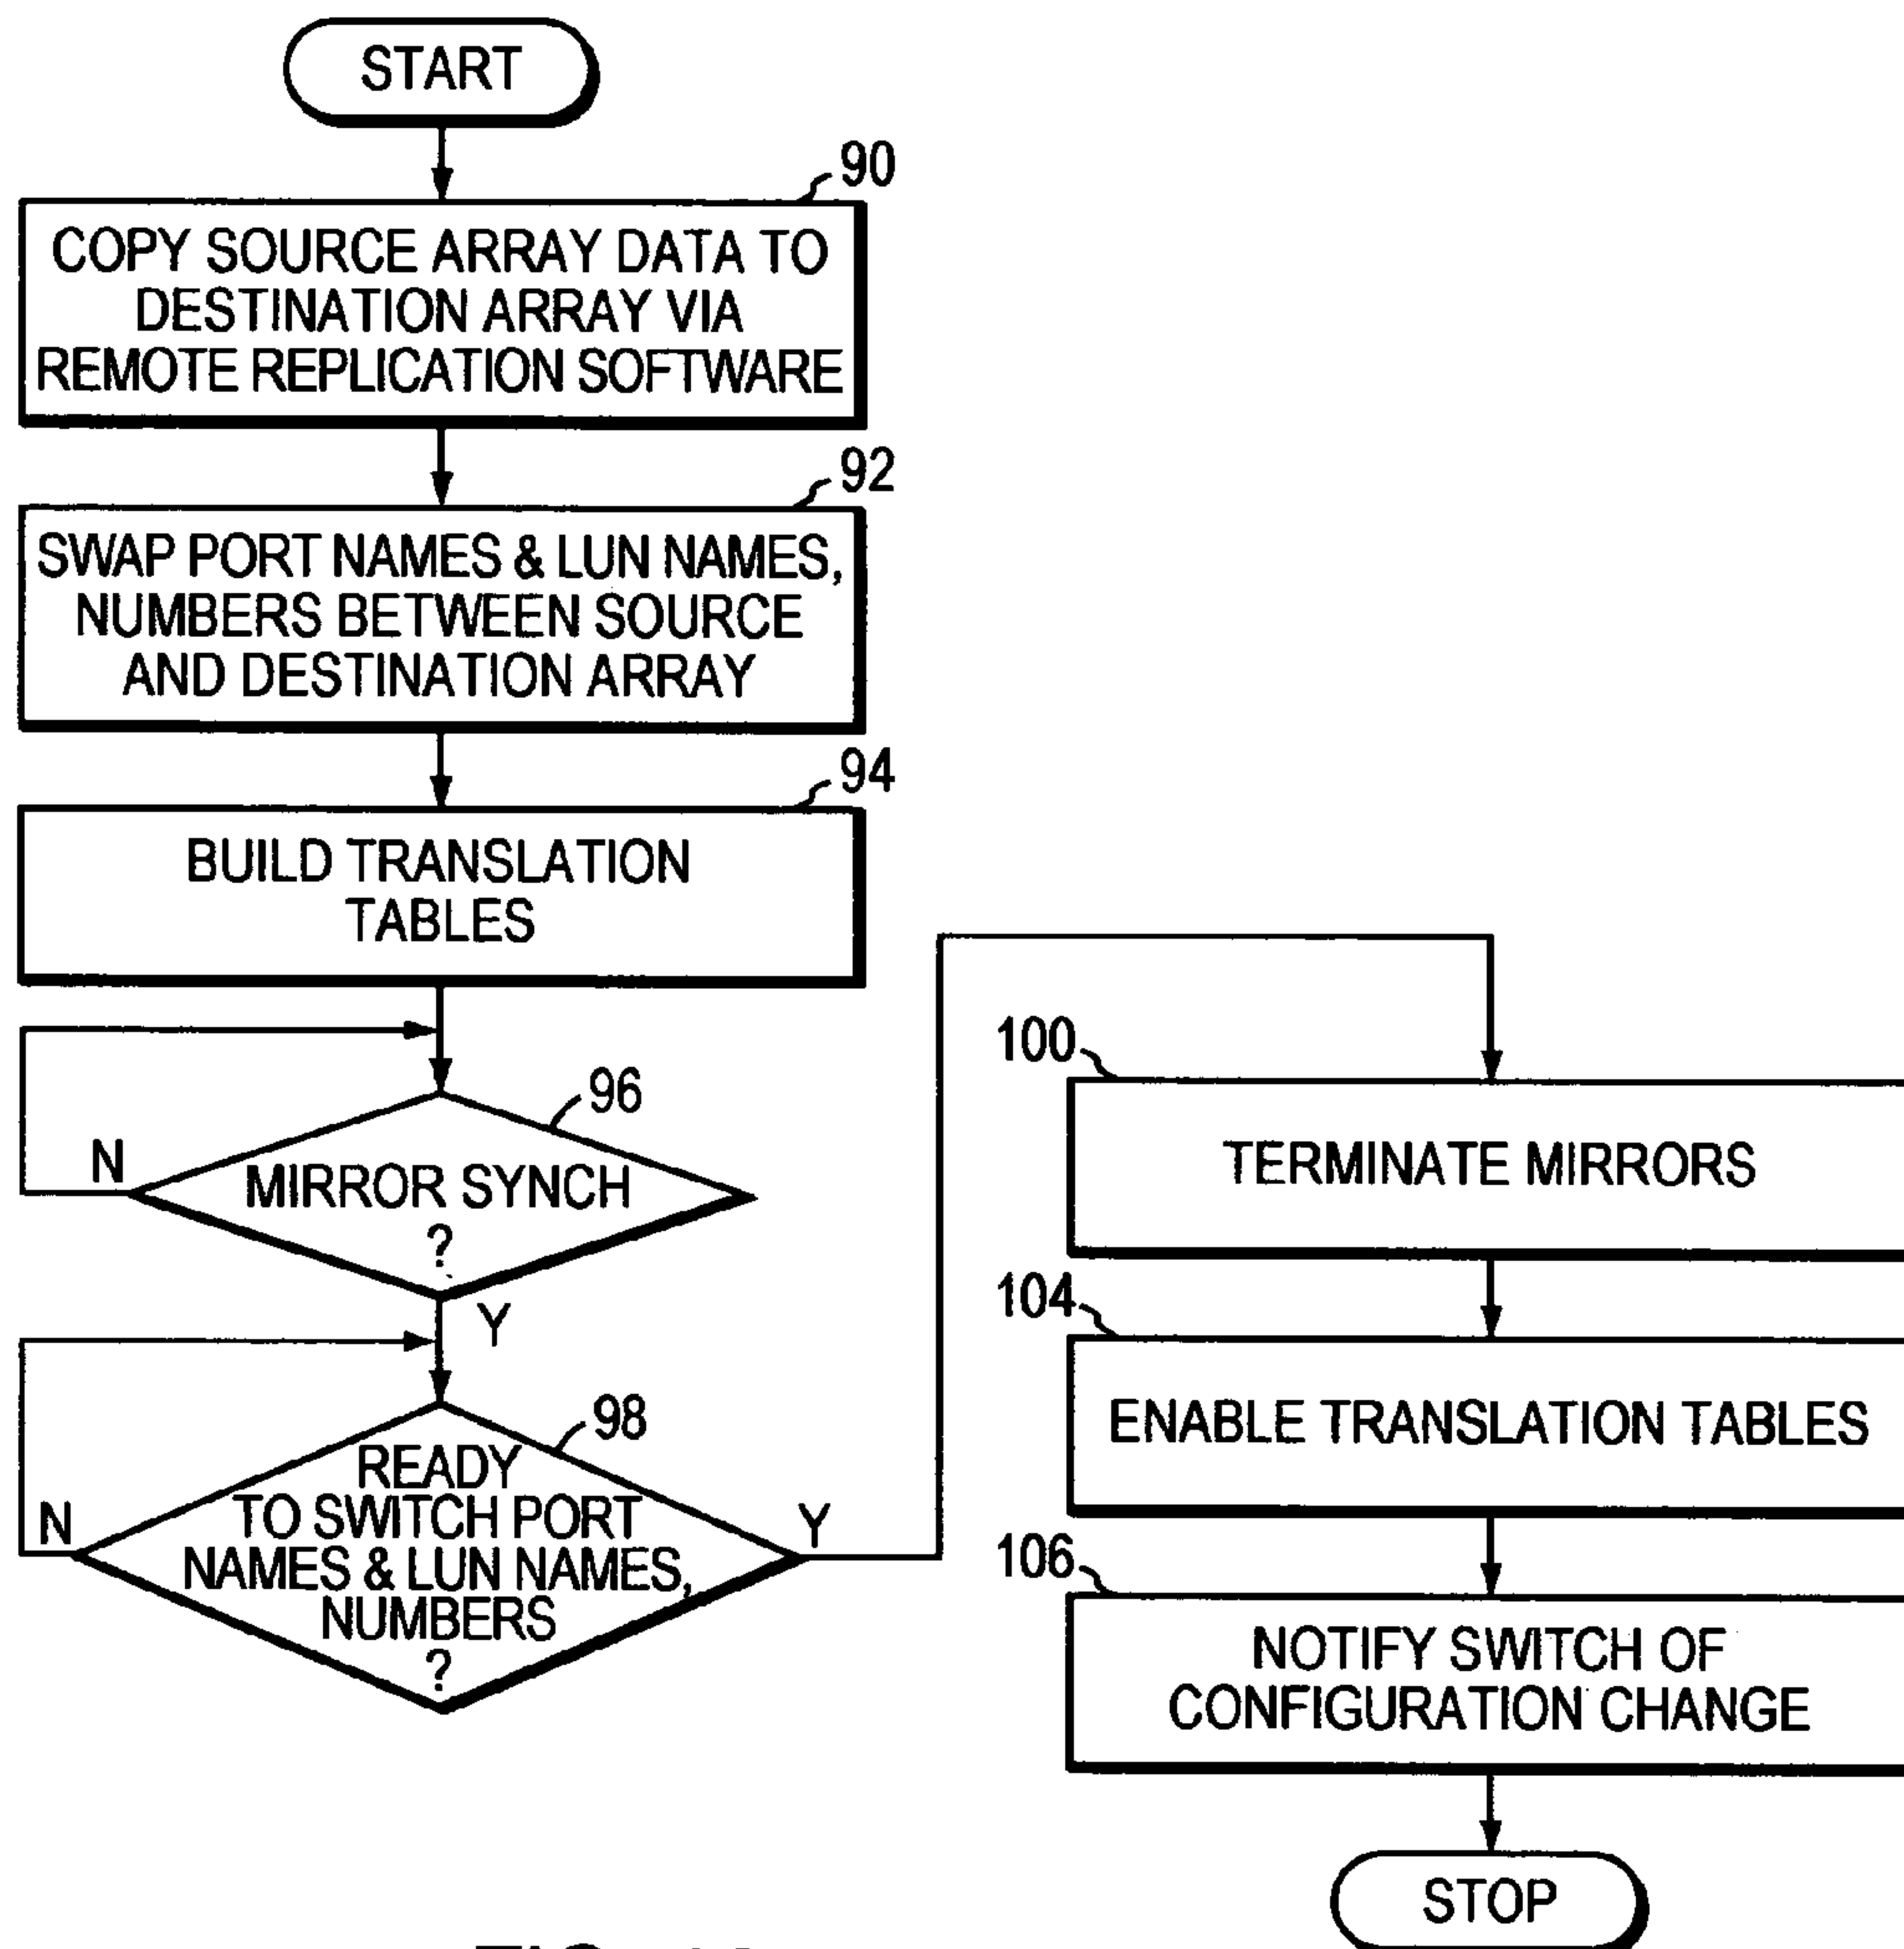 START
90
COPY SOURCE ARRAY DATA TO
DESTINATION ARRAY VIA
REMOTE REPLICATION SOFTWARE
92
SWAP PORT NAMES & LUN NAMES,
NUMBERS BETWEEN SOURCE
AND DESTINATION ARRAY
94
BUILD TRANSLATION
TABLES
96
N
MIRROR SYNCH
?
Y
98
READY
TO SWITCH PORT
NAMES & LUN NAMES,
NUMBERS
?
N
Y
100
TERMINATE MIRRORS
104
ENABLE TRANSLATION TABLES
106
NOTIFY SWITCH OF
CONFIGURATION CHANGE
STOP